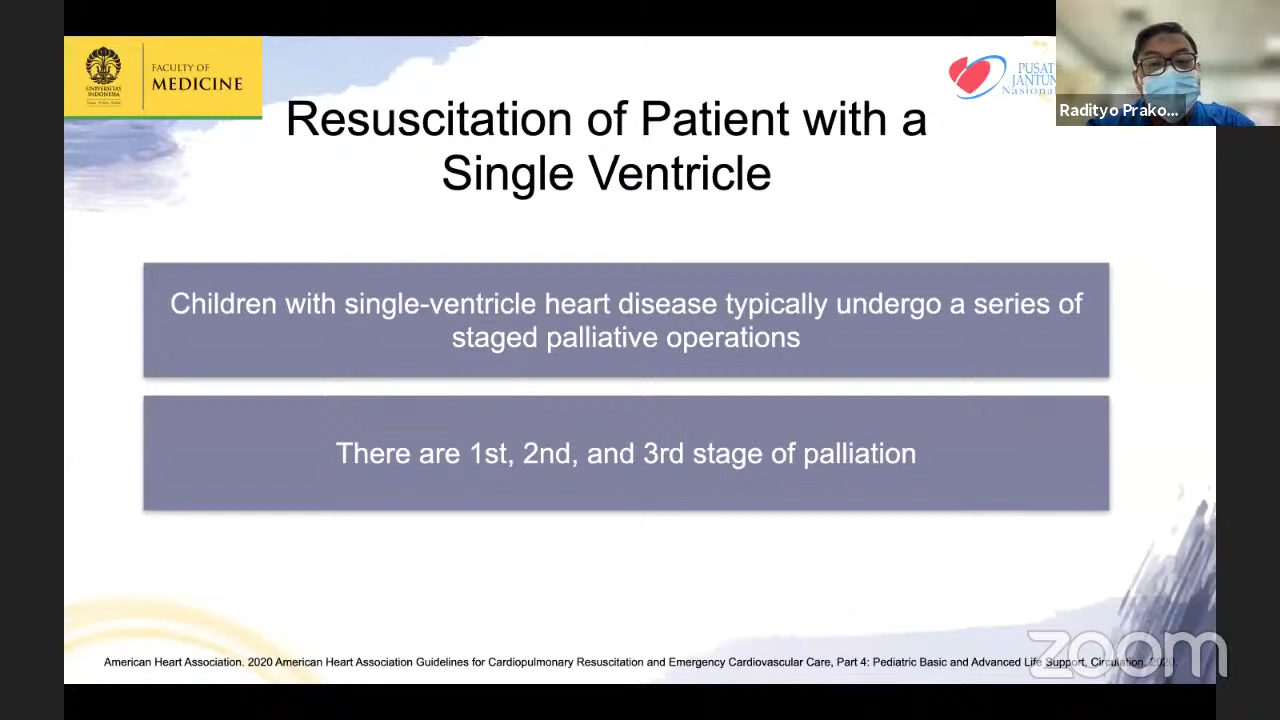 UNIVERSITAS
INDONESIA
FACULTY OF
MEDICINE
PUSAT
JANTUN
Nasional
Radityo Prako...
Resuscitation of Patient with a
Single Ventricle
Children with single-ventricle heart disease typically undergo a series of
staged palliative operations
There are 1st, 2nd, and 3rd stage of palliation
American Heart Association. 2020 American Heart Association Guidelines for Cardiopulmonary Resuscitation and Emergency Cardiovascular Care, Part 4: Pediatric Basic and Advanced Life Support. Circulation. 2020.
zoom